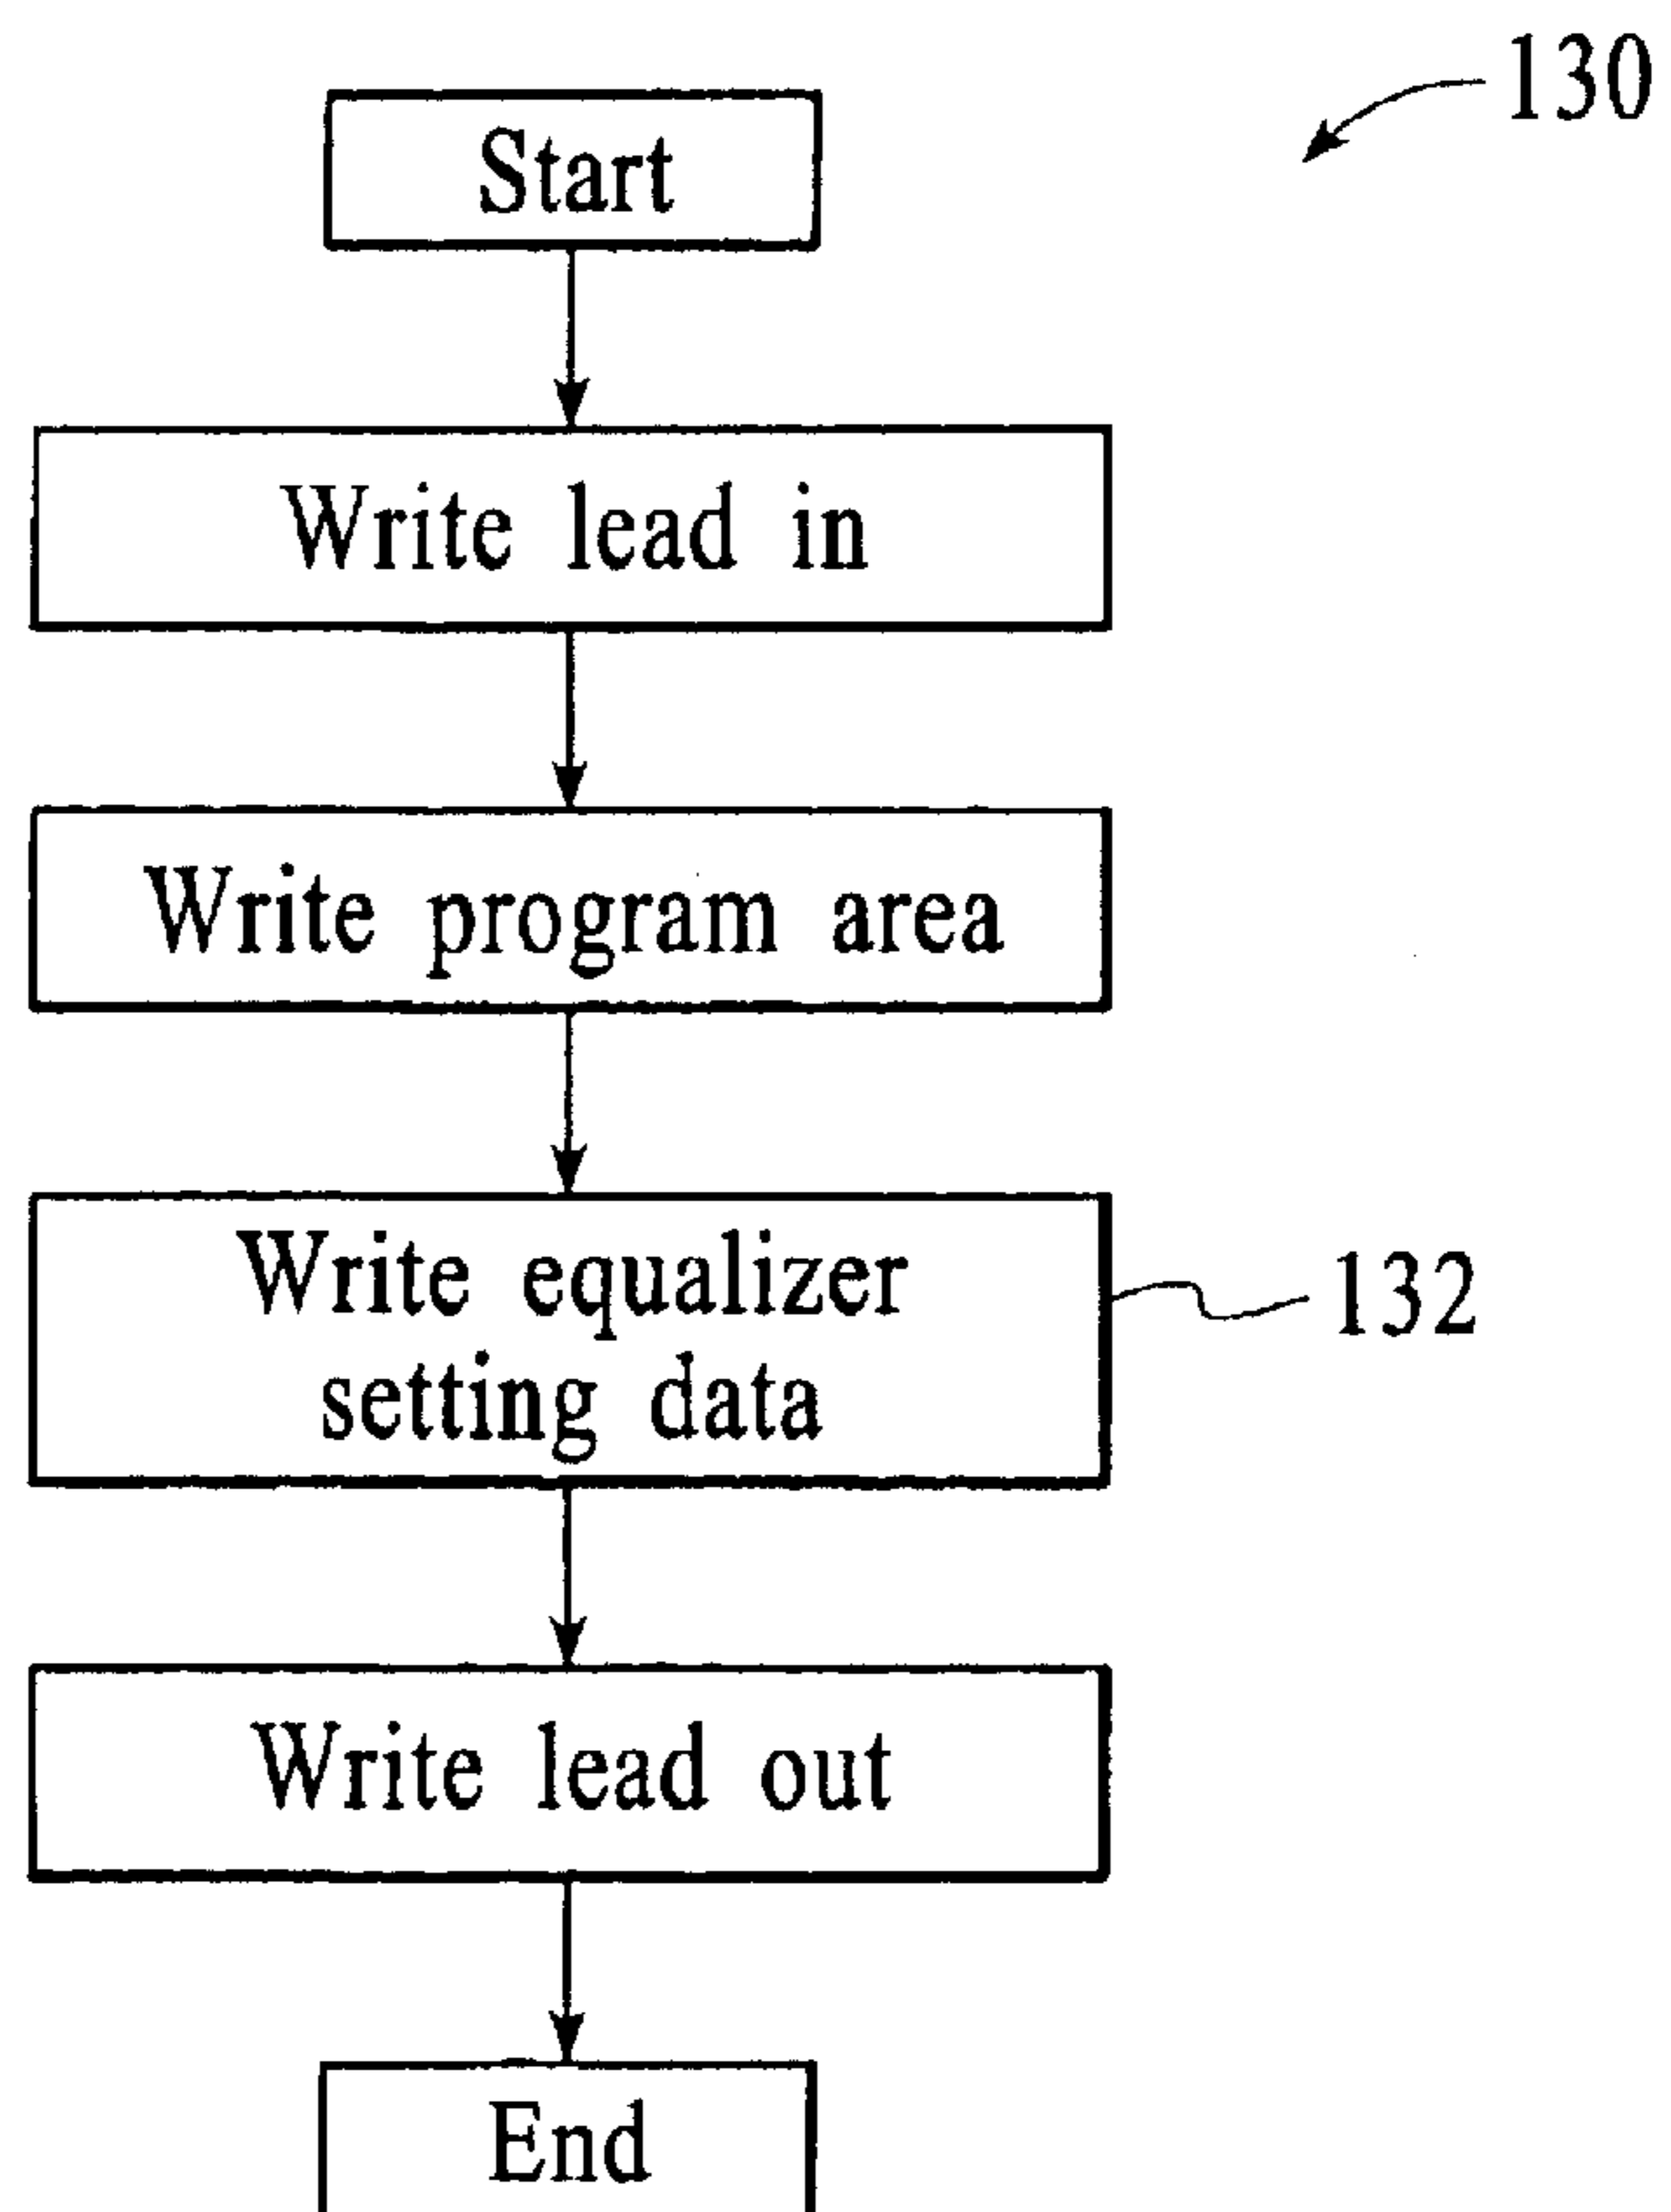 130
Start
Write lead in
Write program area
Write equalizer
setting data
132
Write lead out
End